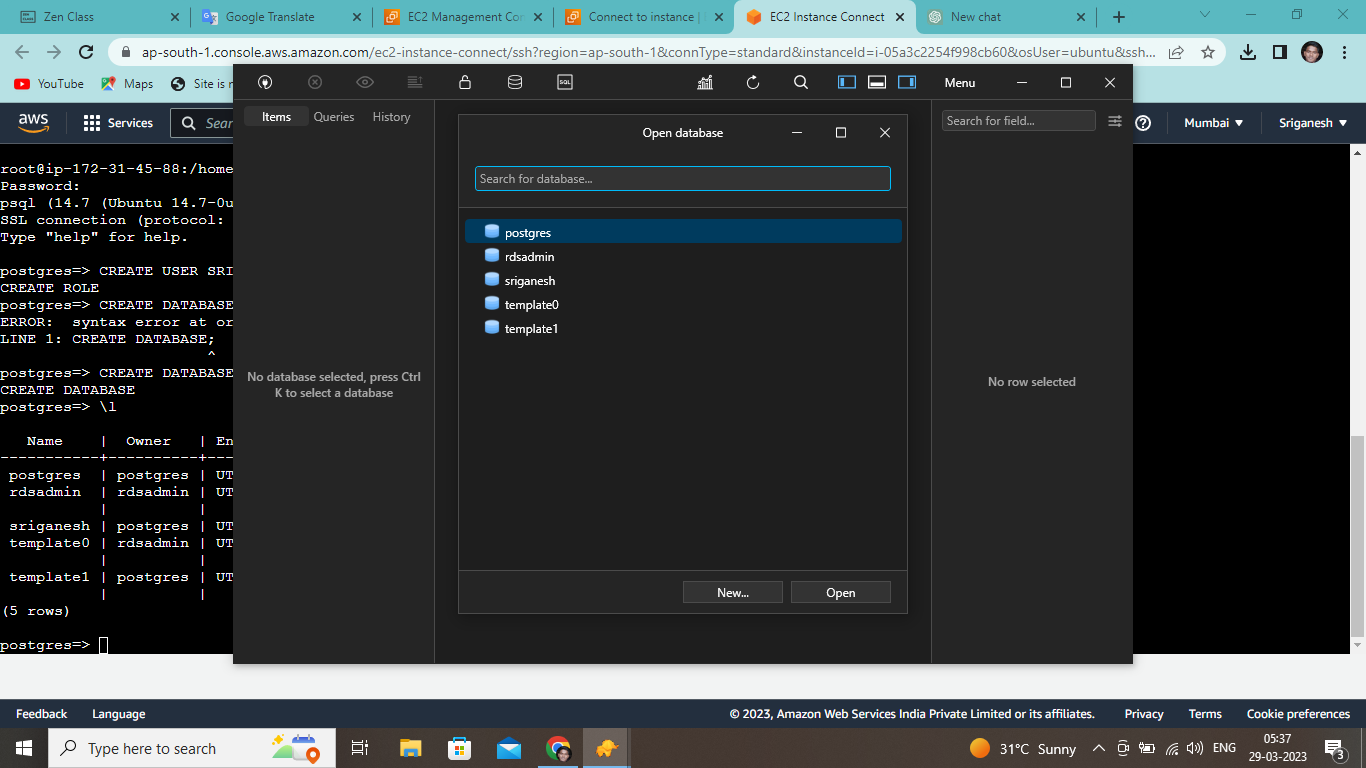 Zen Class
Google Translate
EC2 Management Co
Connect to instance |
EC2 Instance Connect
New chat
ap-south-1.console.aws.amazon.com/ec2-instance-connect/ssh?region=ap-south-1&connType=standard&instanceId=i-05a3c2254f998cb60&osUser=ubuntu&ssh...
YouTube
Maps
Site is
SQL
Menu
aws
Services
Sear
Mumbai
Sriganesh
Items
Queries
History
No database selected, press Ctrl
K to select a database
Open database
Search for database...
postgres
rdsadmin
sriganesh
template0
template1
New...
Open
Search for field...
No row selected
root@ip-172-31-45-88:/home
Password:
psql (14.7 (Ubuntu 14.7-0u
SSL connection (protocol:
Type "help" for help.
postgres=> CREATE USER SRI
CREATE ROLE
postgres=> CREATE DATABASE
ERROR:  syntax error at or
LINE 1: CREATE DATABASE;
^
postgres=> CREATE DATABASE
CREATE DATABASE
postgres=> \l
Name | Owner | En
-----------+----------+---
postgres | postgres | UT
rdsadmin | rdsadmin | UT
| |
sriganesh | postgres | UT
template0 | rdsadmin | UT
| |
template1 | postgres | UT
| |
(5 rows)
postgres=>
Feedback
Language
© 2023, Amazon Web Services India Private Limited or its affiliates.
Privacy
Terms
Cookie preferences
Type here to search
31°C Sunny
ENG
05:37
29-03-2023
3